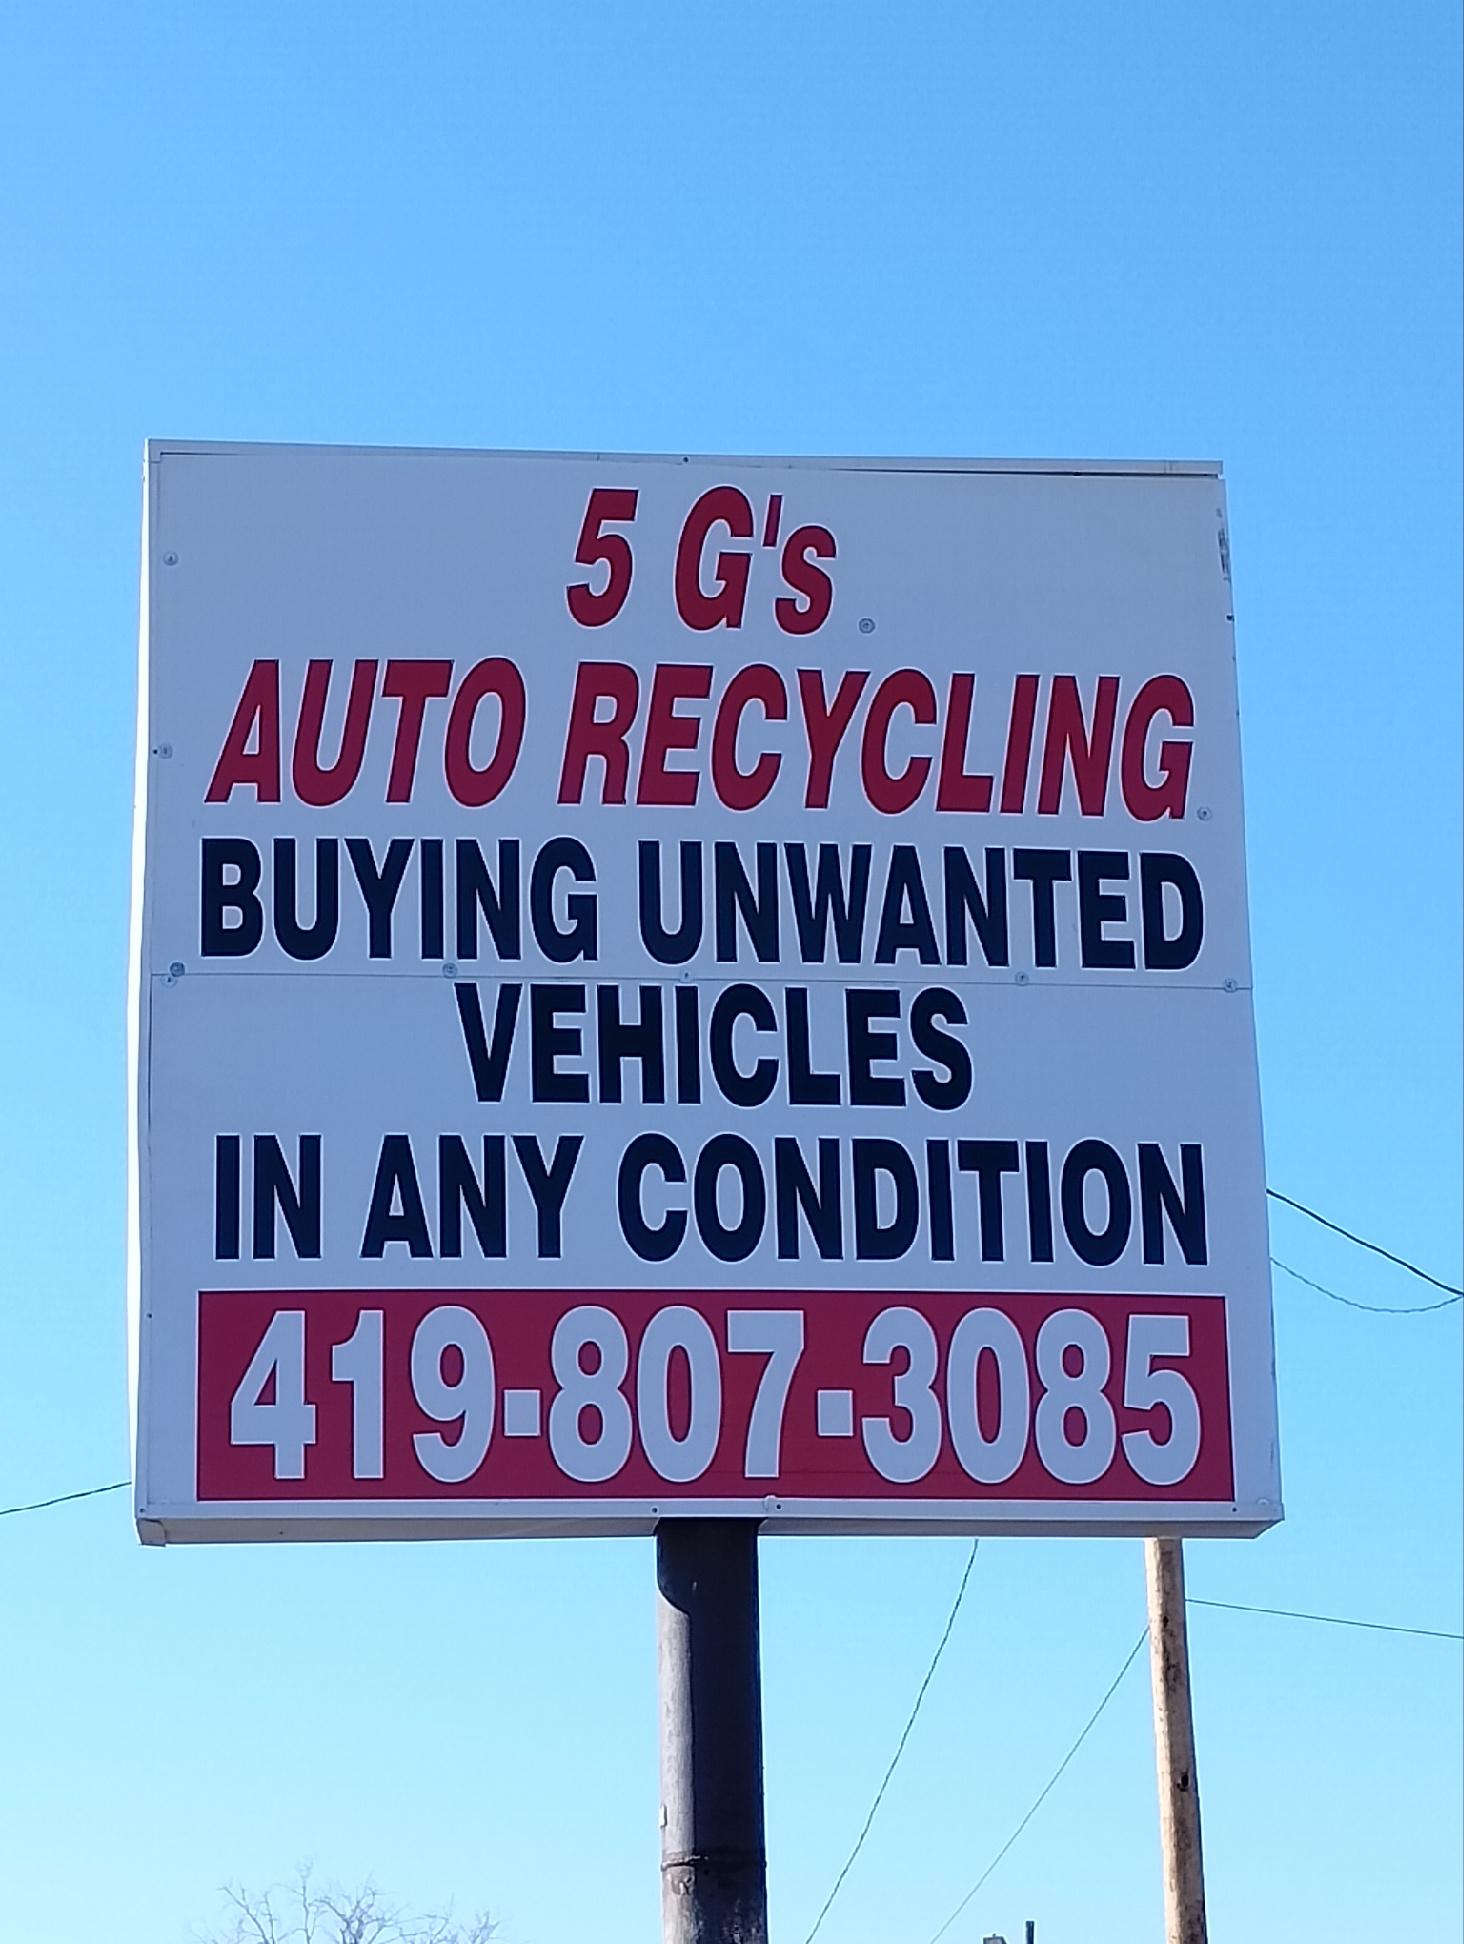 5 G's
AUTO RECYCLING
BUYING UNWANTED
VEHICLES
IN ANY CONDITION
419-807-3085